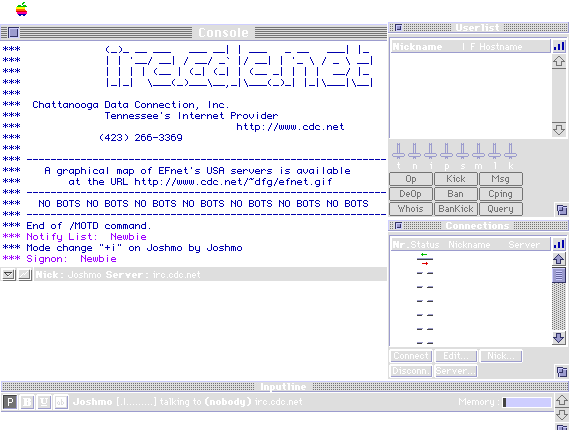 Console
*** irc.cdc.net
*** Chattanooga Data Connection, Inc.
*** Tennessee's Internet Provider
*** http://www.cdc.net
*** (423) 266-3369
***
***
*** A graphical map of EFnet's USA servers is available
*** at the URL http://www.cdc.net/~dfg/efnet.gif
***
*** NO BOTS NO BOTS NO BOTS NO BOTS NO BOTS NO BOTS NO BOTS
***
*** End of /MOTD command.
*** Notify List: Newbie
*** Mode change "+i" on Joshmo by Joshmo
*** Signon: Newbie
Nick: Joshmo Server: irc.cdc.net
Userlist
Nickname | F Hostname
t n i p s m l k
Op Kick Msg
DeOp Ban Cping
Whois BanKick Query
Connections
Nr. Status Nickname Server
Connect Edit... Nick...
Disconn. Server...
Inputline
P B U Joshmo [.i........] talking to (nobody) irc.cdc.net Memory: